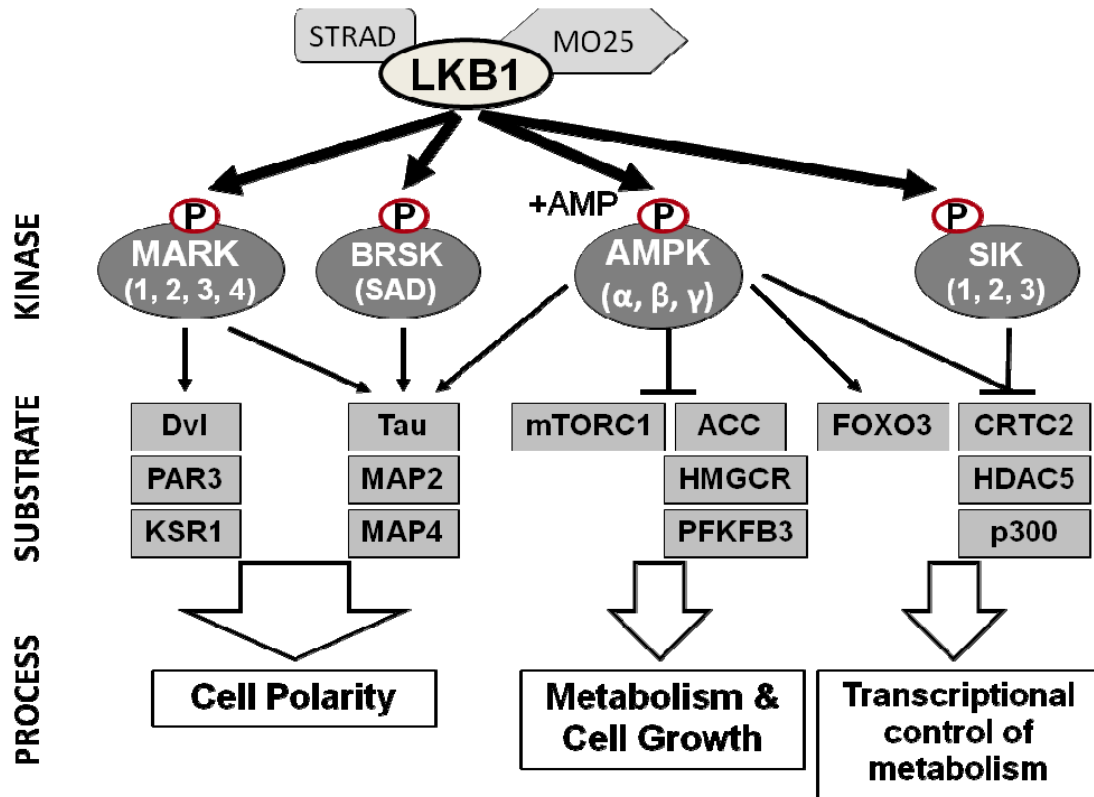 STRAD
MO25
LKB1
+AMP
KINASE
P
MARK
(1, 2, 3, 4)
P
BRSK
(SAD)
P
AMPK
(α, β, γ)
P
SIK
(1, 2, 3)
SUBSTRATE
Dvl
PAR3
KSR1
Tau
MAP2
MAP4
mTORC1
ACC
HMGCR
PFKFB3
FOXO3
CRTC2
HDAC5
p300
PROCESS
Cell Polarity
Metabolism &
Cell Growth
Transcriptional
control of
metabolism